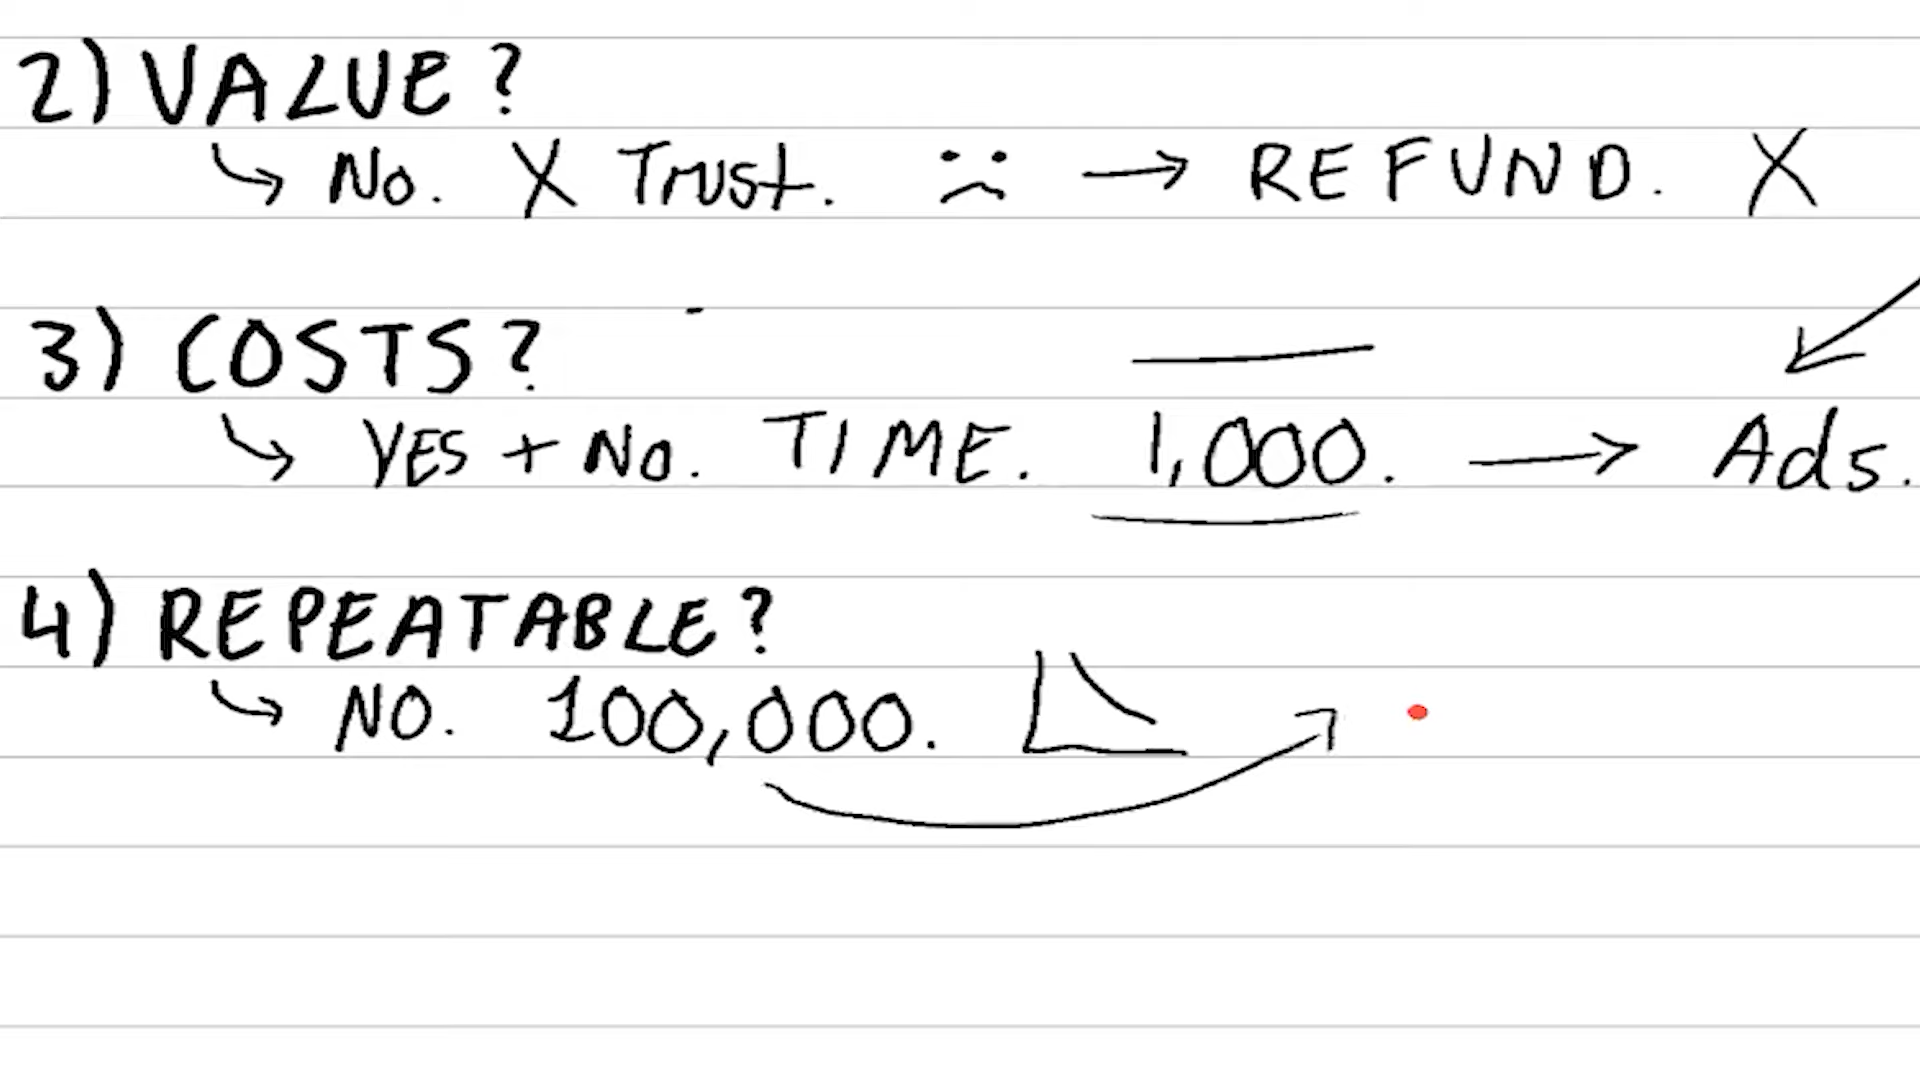 2) VALUE?
↳ No. X Trust. → REFUND. X
3) COSTS?
↳ YES + No. TIME. 1,000. → Ads.
4) REPEATABLE?
↳ NO. 100,000.